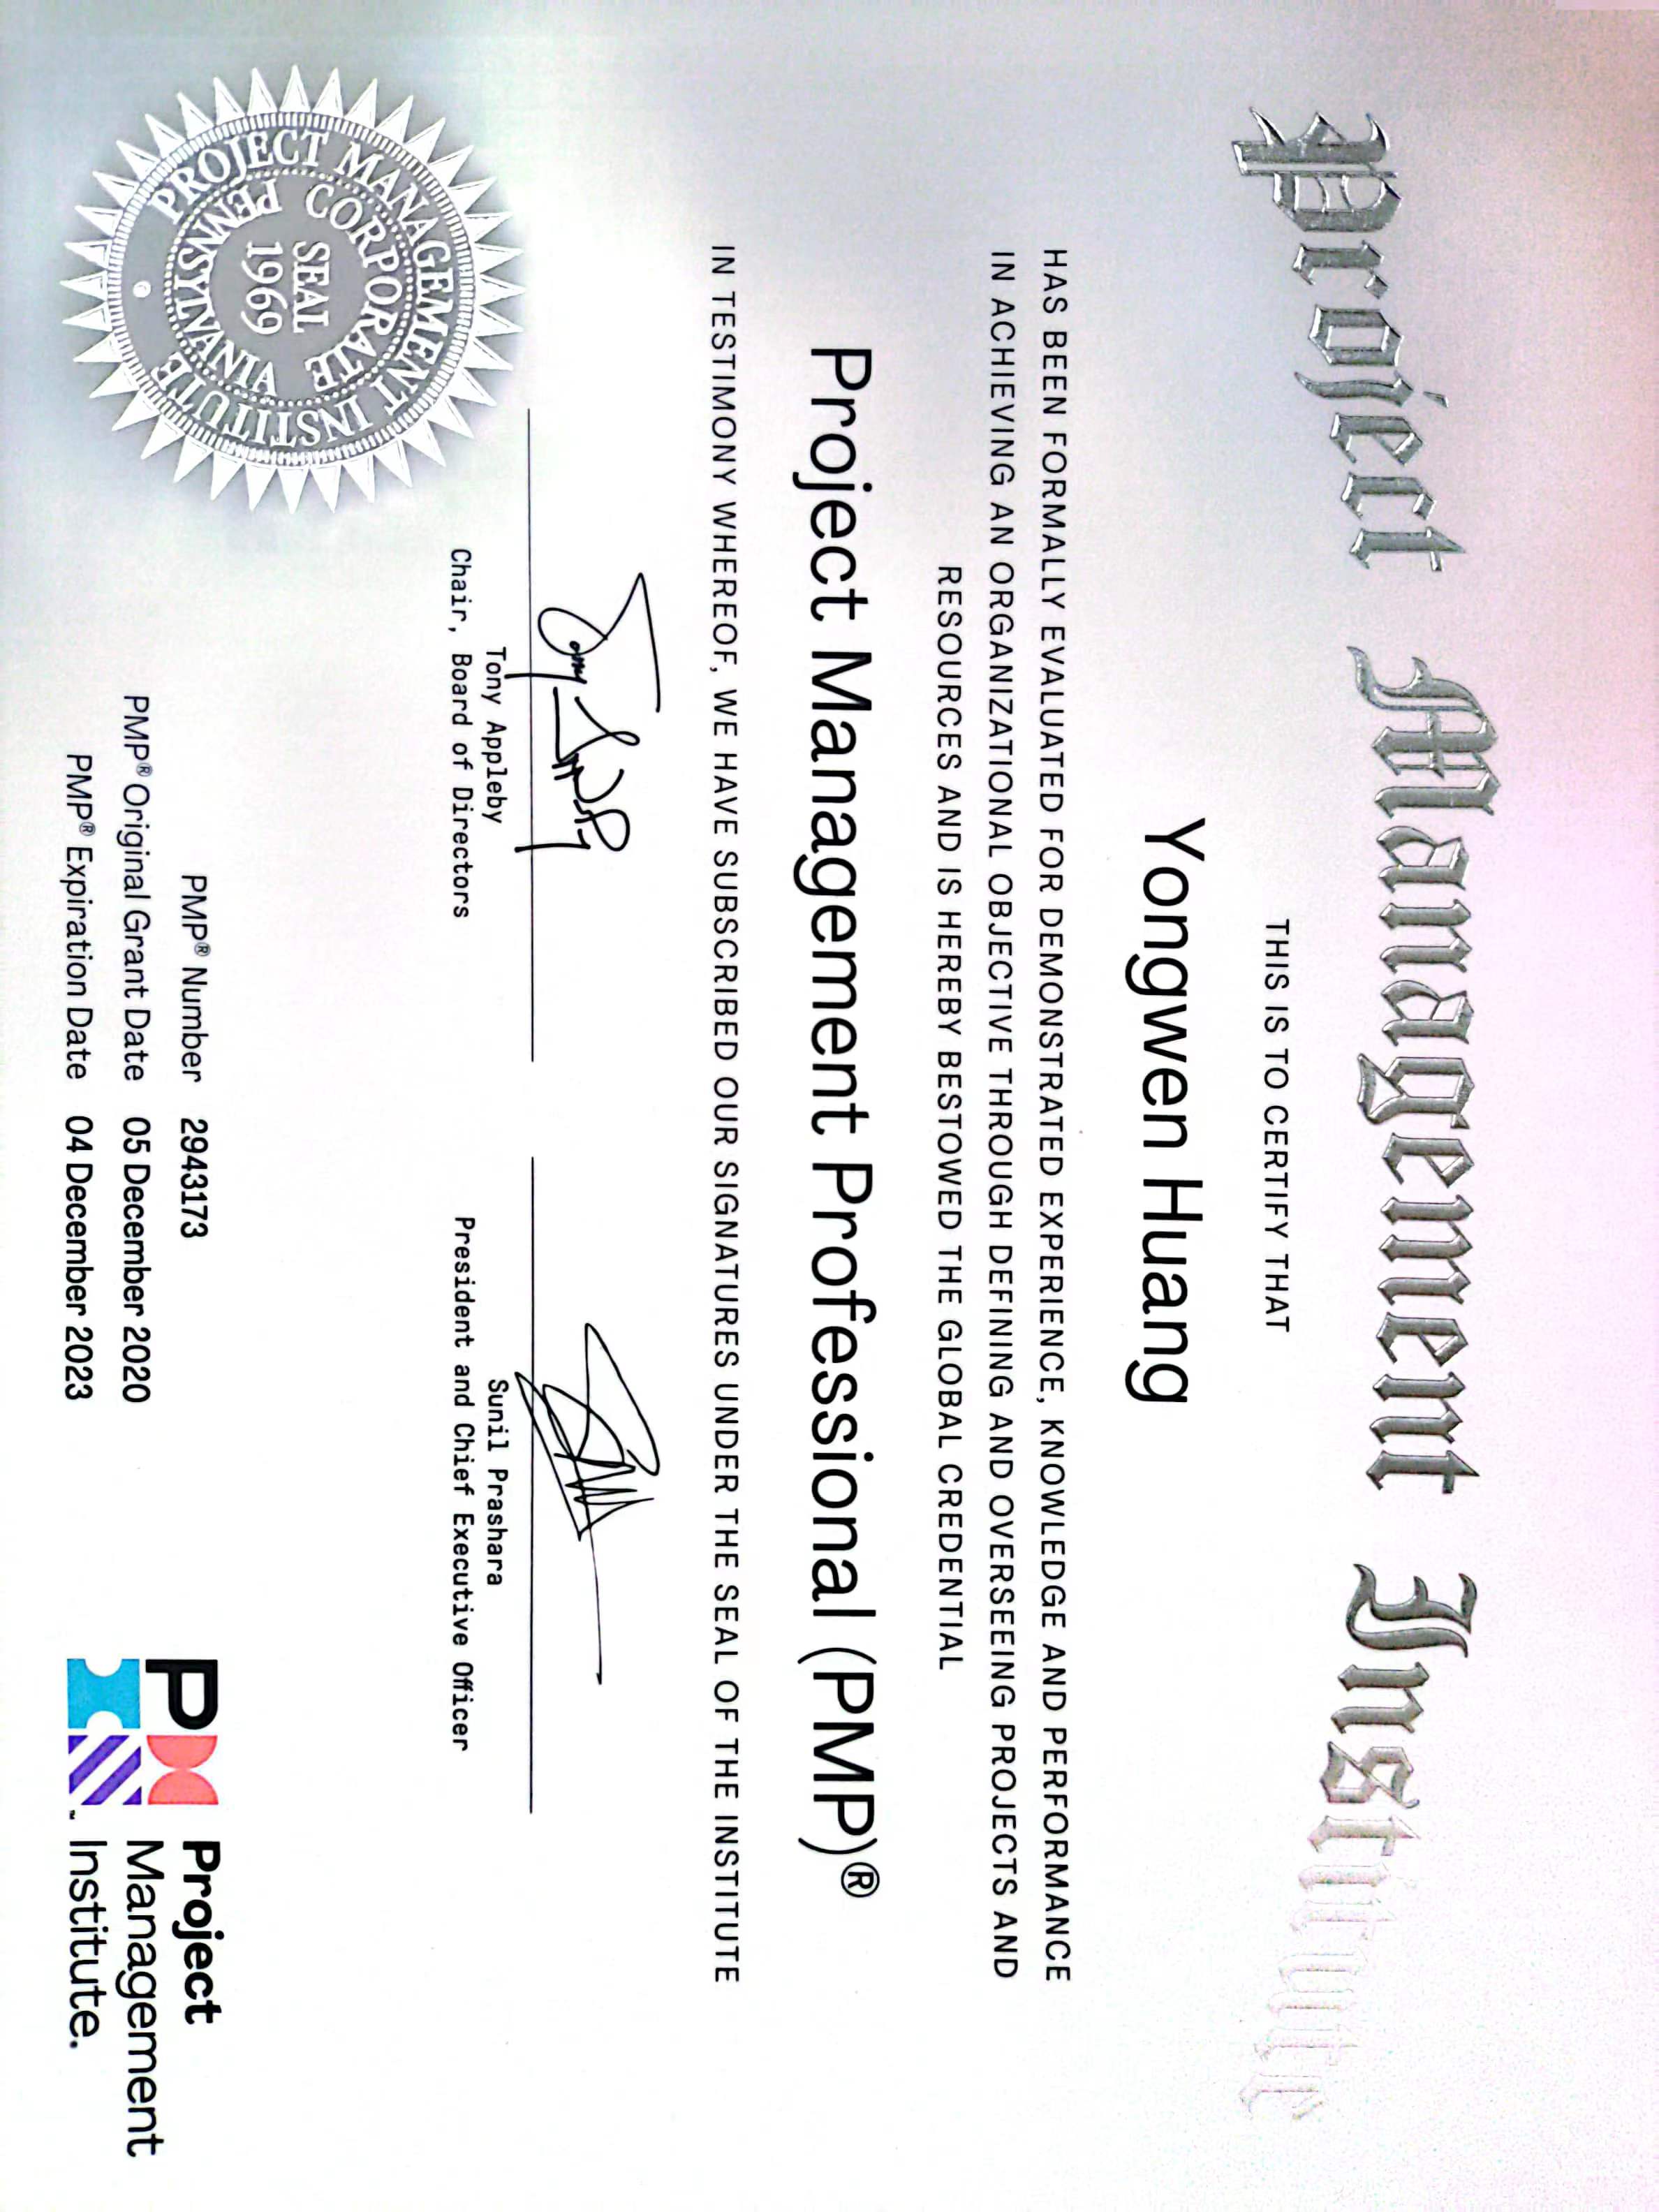 Project Management Institute
THIS IS TO CERTIFY THAT
Yongwen Huang
HAS BEEN FORMALLY EVALUATED FOR DEMONSTRATED EXPERIENCE, KNOWLEDGE AND PERFORMANCE
IN ACHIEVING AN ORGANIZATIONAL OBJECTIVE THROUGH DEFINING AND OVERSEEING PROJECTS AND
RESOURCES AND IS HEREBY BESTOWED THE GLOBAL CREDENTIAL
Project Management Professional (PMP)®
IN TESTIMONY WHEREOF, WE HAVE SUBSCRIBED OUR SIGNATURES UNDER THE SEAL OF THE INSTITUTE
Tony Appleby
Chair, Board of Directors
Sunil Prashara
President and Chief Executive Officer
PROJECT MANAGEMENT INSTITUTE
CORPORATE
SEAL
1969
PENNSYLVANIA
PMP® Number 2943173
PMP® Original Grant Date 05 December 2020
PMP® Expiration Date 04 December 2023
Project
Management
Institute.